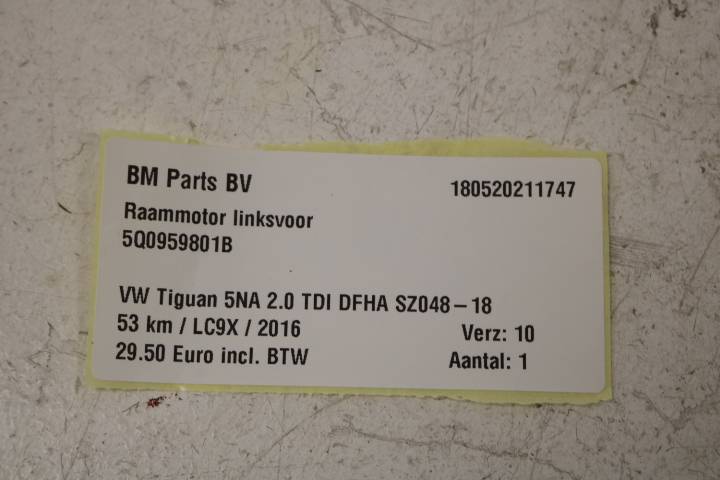 BM Parts BV 180520211747
Raammotor linksvoor
5Q0959801B
VW Tiguan 5NA 2.0 TDI DFHA SZ048-18
53 km / LC9X / 2016 Verz: 10
29.50 Euro incl. BTW Aantal: 1